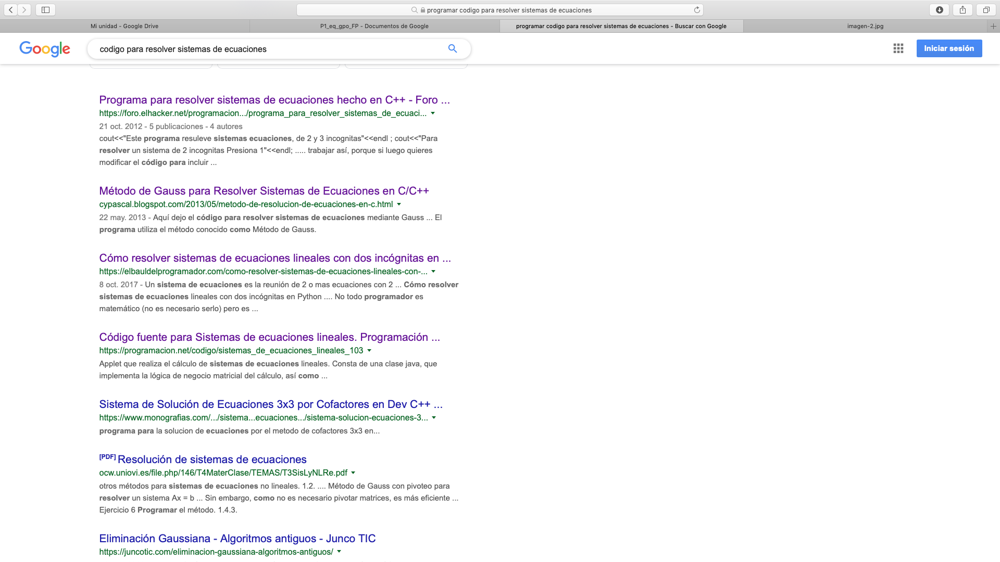 programar codigo para resolver sistemas de ecuaciones
Mi unidad - Google Drive
P1_eq_gpo_FP - Documentos de Google
programar codigo para resolver sistemas de ecuaciones - Buscar con Google
imagen-2.jpg
Google
codigo para resolver sistemas de ecuaciones
Iniciar sesión
Programa para resolver sistemas de ecuaciones hecho en C++ - Foro ...
https://foro.elhacker.net/programacion.../programa_para_resolver_sistemas_de_ecuaci...
21 oct. 2012 - 5 publicaciones - 4 autores
cout<<"Este programa resuleve sistemas ecuaciones, de 2 y 3 incognitas"<<endl ; cout<<"Para
resolver un sistema de 2 incognitas Presiona 1"<<endl; ..... trabajar así, porque si luego quieres
modificar el código para incluir ...
Método de Gauss para Resolver Sistemas de Ecuaciones en C/C++
cypascal.blogspot.com/2013/05/metodo-de-resolucion-de-ecuaciones-en-c.html
22 may. 2013 - Aquí dejo el código para resolver sistemas de ecuaciones mediante Gauss ... El
programa utiliza el método conocido como Método de Gauss.
Cómo resolver sistemas de ecuaciones lineales con dos incógnitas en ...
https://elbauldelprogramador.com/como-resolver-sistemas-de-ecuaciones-lineales-con-...
8 oct. 2017 - Un sistema de ecuaciones es la reunión de 2 o mas ecuaciones con 2 ... Cómo resolver
sistemas de ecuaciones lineales con dos incógnitas en Python .... No todo programador es
matemático (no es necesario serlo) pero es ...
Código fuente para Sistemas de ecuaciones lineales. Programación ...
https://programacion.net/codigo/sistemas_de_ecuaciones_lineales_103
Applet que realiza el cálculo de sistemas de ecuaciones lineales. Consta de una clase java, que
implementa la lógica de negocio matricial del cálculo, así como ...
Sistema de Solución de Ecuaciones 3x3 por Cofactores en Dev C++ ...
https://www.monografias.com/.../sistema...ecuaciones.../sistema-solucion-ecuaciones-3...
programa para la solucion de ecuaciones por el metodo de cofactores 3x3 en...
[PDF] Resolución de sistemas de ecuaciones
ocw.uniovi.es/file.php/146/T4MaterClase/TEMAS/T3SisLyNLRe.pdf
otros métodos para sistemas de ecuaciones no lineales. 1.2. .... Método de Gauss con pivoteo para
resolver un sistema Ax = b ... Sin embargo, como no es necesario pivotar matrices, es más eficiente ...
Ejercicio 6 Programar el método. 1.4.3.
Eliminación Gaussiana - Algoritmos antiguos - Junco TIC
https://juncotic.com/eliminacion-gaussiana-algoritmos-antiguos/